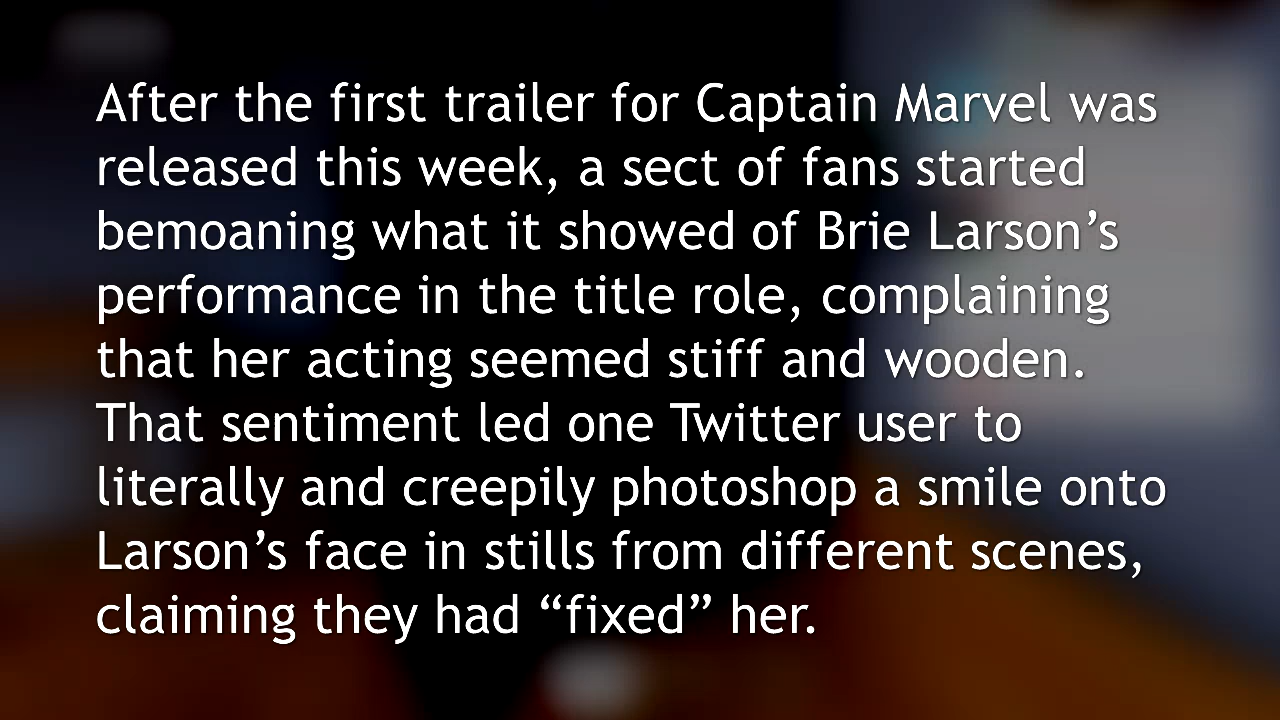 After the first trailer for Captain Marvel was
released this week, a sect of fans started
bemoaning what it showed of Brie Larson’s
performance in the title role, complaining
that her acting seemed stiff and wooden.
That sentiment led one Twitter user to
literally and creepily photoshop a smile onto
Larson’s face in stills from different scenes,
claiming they had “fixed” her.